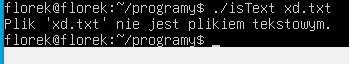 florek@florek:~/programy$ ./isText xd.txt
Plik 'xd.txt' nie jest plikiem tekstowym.
florek@florek:~/programy$